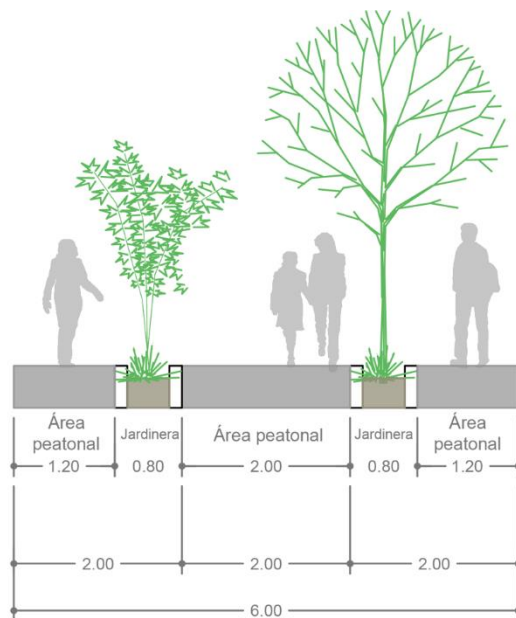 Área
peatonal
Jardinera
Área peatonal
Jardinera
Área
peatonal
1.20
0.80
2.00
0.80
1.20
2.00
2.00
2.00
6.00